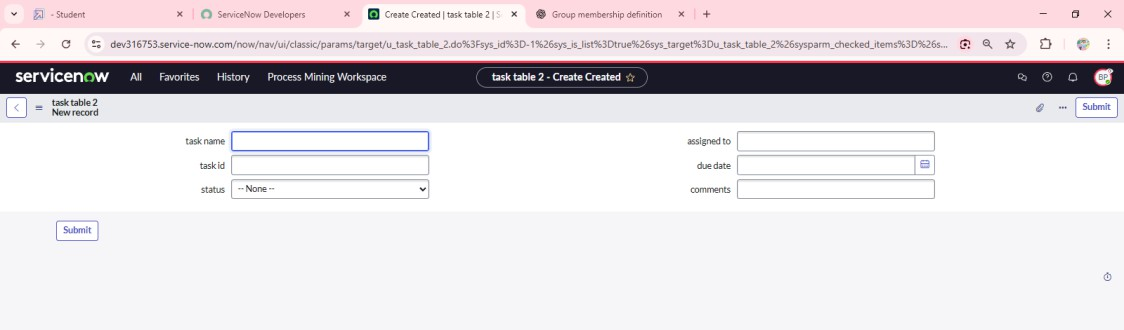 - Student
ServiceNow Developers
Create Created | task table 2 | S
Group membership definition
dev316753.service-now.com/now/nav/ui/classic/params/target/u_task_table_2.do%3Fsys_id%3D-1%26sys_is_list%3Dtrue%26sys_target%3Du_task_table_2%26sysparm_checked_items%3D%26s...
servicenow All Favorites History Process Mining Workspace task table 2 - Create Created BP
task table 2
New record
Submit
task name
assigned to
task id
due date
status -- None --
comments
Submit